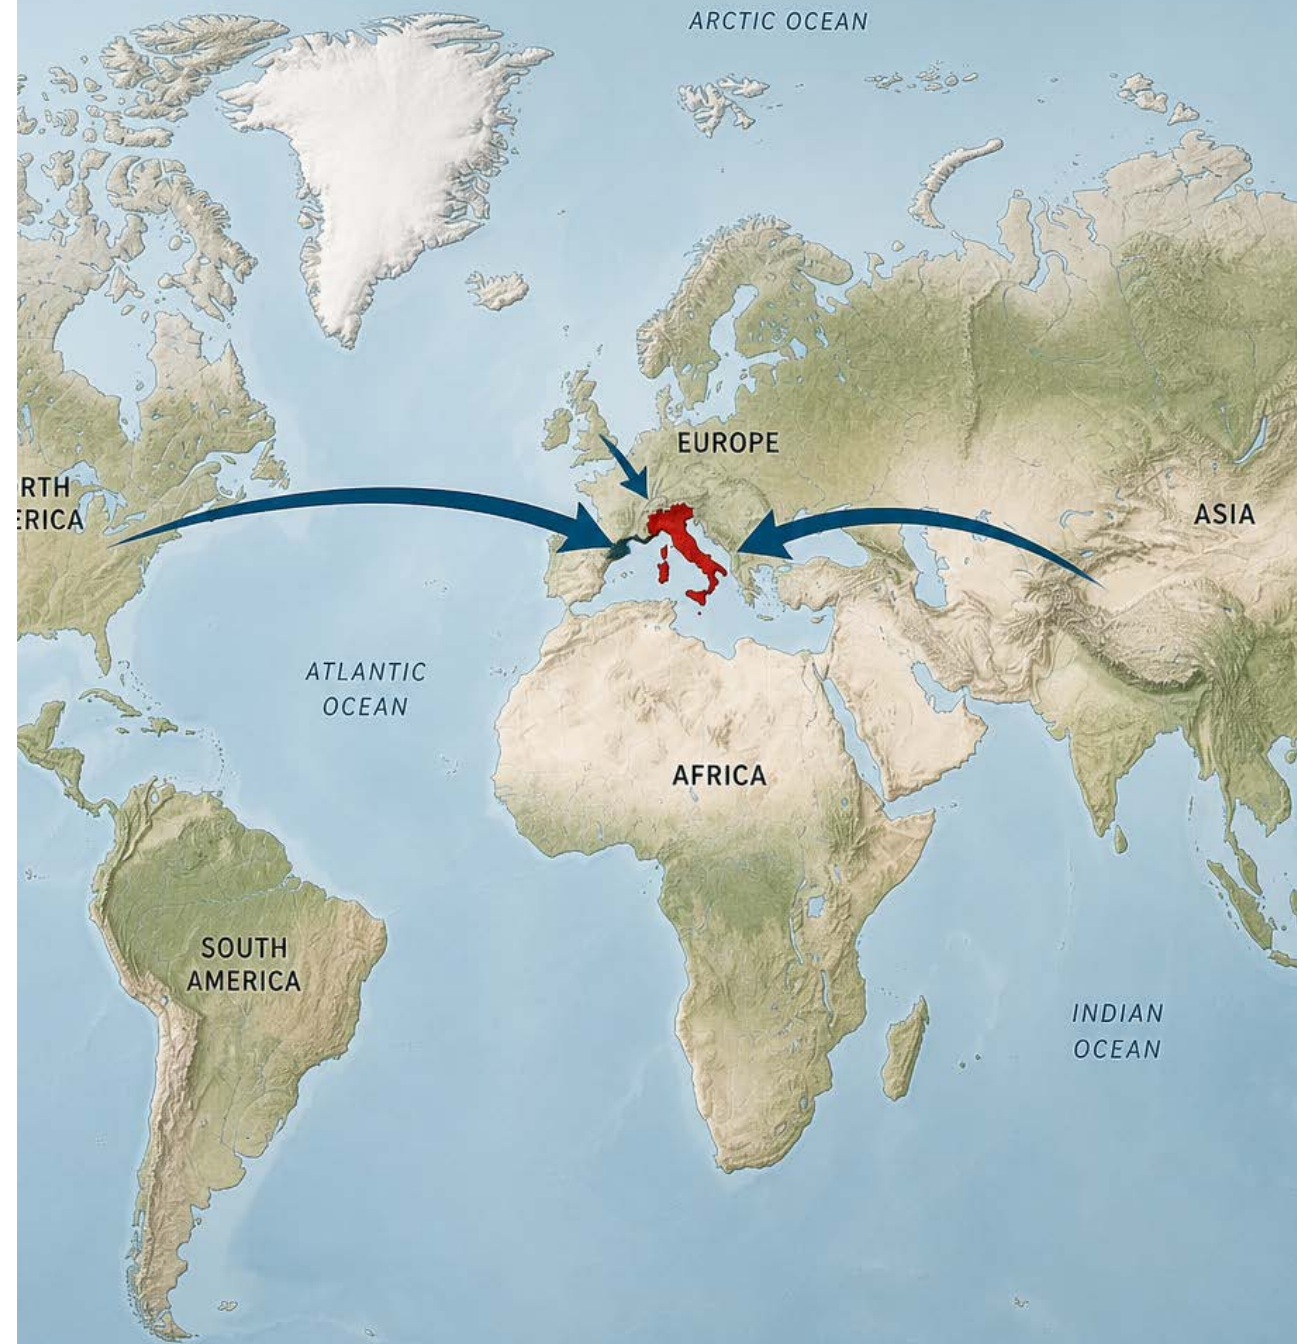 ARCTIC OCEAN
EUROPE
RTH
ERICA
ASIA
ATLANTIC
OCEAN
AFRICA
SOUTH
AMERICA
INDIAN
OCEAN